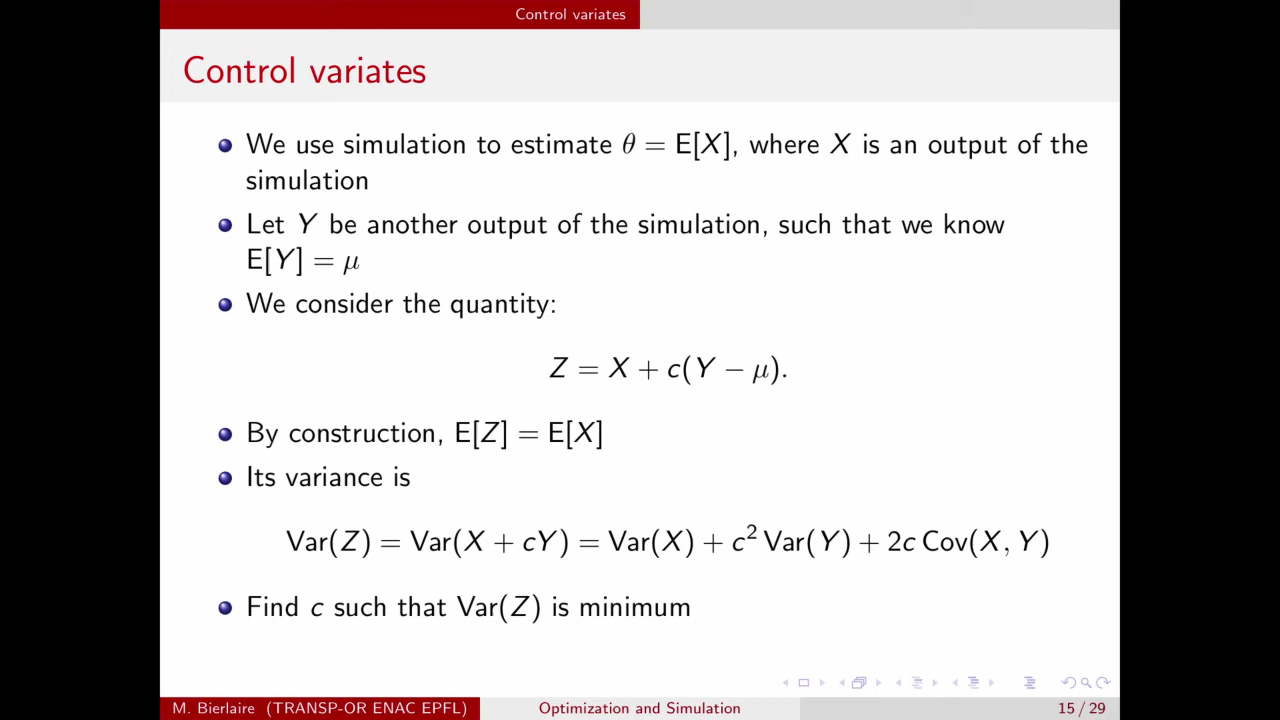 Control variates
Control variates
We use simulation to estimate θ = E[X], where X is an output of the
simulation
Let Y be another output of the simulation, such that we know
E[Y] = μ
We consider the quantity:
Z = X + c(Y − μ).
By construction, E[Z] = E[X]
Its variance is
Var(Z) = Var(X + cY) = Var(X) + c² Var(Y) + 2c Cov(X, Y)
Find c such that Var(Z) is minimum
M. Bierlaire (TRANSP-OR ENAC EPFL)
Optimization and Simulation
15 / 29